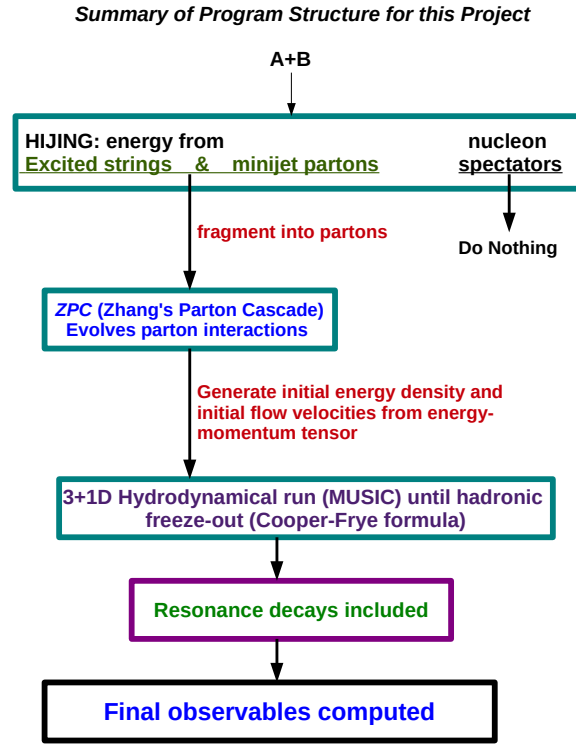 Summary of Program Structure for this Project
A+B
HIJING: energy from
Excited strings & minijet partons
nucleon
spectators
fragment into partons
Do Nothing
ZPC (Zhang's Parton Cascade)
Evolves parton interactions
Generate initial energy density and
initial flow velocities from energy-
momentum tensor
3+1D Hydrodynamical run (MUSIC) until hadronic
freeze-out (Cooper-Frye formula)
Resonance decays included
Final observables computed